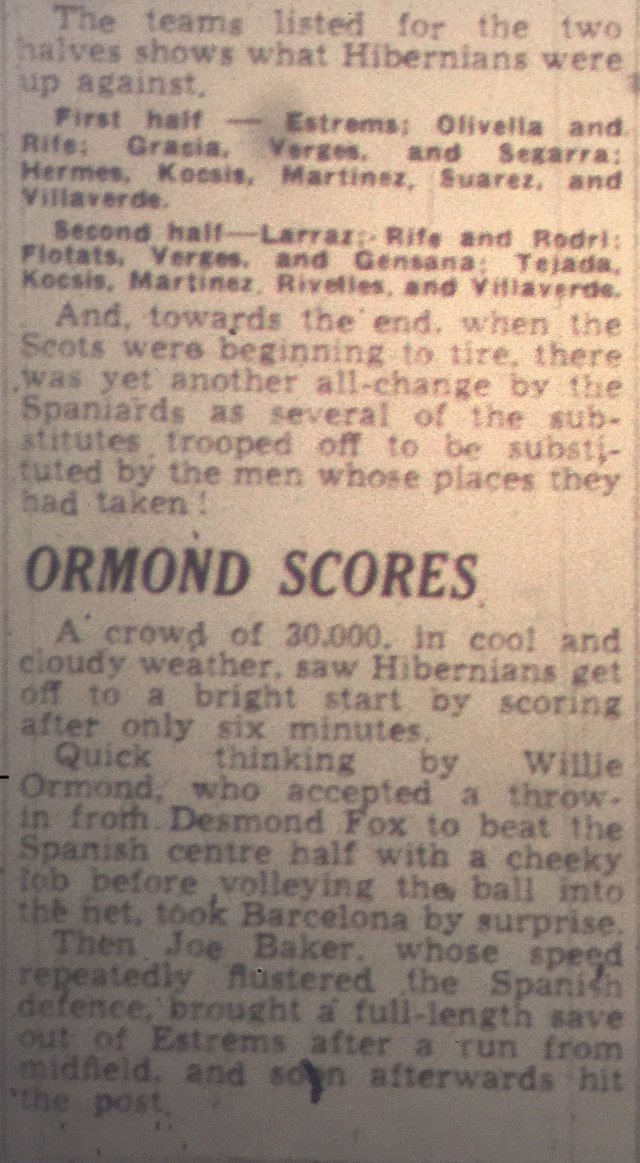 The teams listed for the two
halves shows what Hibernians were
up against.
First half — Estrems; Olivella and
Rife; Gracia, Verges, and Segarra;
Hermes, Kocsis, Martinez, Suarez, and
Villaverde.
Second half—Larraz; Rife and Rodri;
Flotats, Verges, and Gensana; Tejada,
Kocsis, Martinez, Rivelles, and Villaverde.
And, towards the end, when the
Scots were beginning to tire, there
was yet another all-change by the
Spaniards as several of the sub-
stitutes trooped off to be substi-
tuted by the men whose places they
had taken!
ORMOND SCORES
A crowd of 30,000, in cool and
cloudy weather, saw Hibernians get
off to a bright start by scoring
after only six minutes.
Quick thinking by Willie
Ormond, who accepted a throw-
in from Desmond Fox to beat the
Spanish centre half with a cheeky
lob before volleying the ball into
the net, took Barcelona by surprise.
Then Joe Baker, whose speed
repeatedly flustered the Spanish
defence, brought a full-length save
out of Estrems after a run from
midfield, and soon afterwards hit
the post.